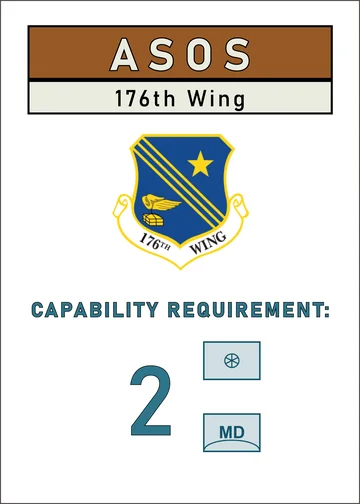 ASOS
176th Wing
176TH WING
CAPABILITY REQUIREMENT:
2
MD